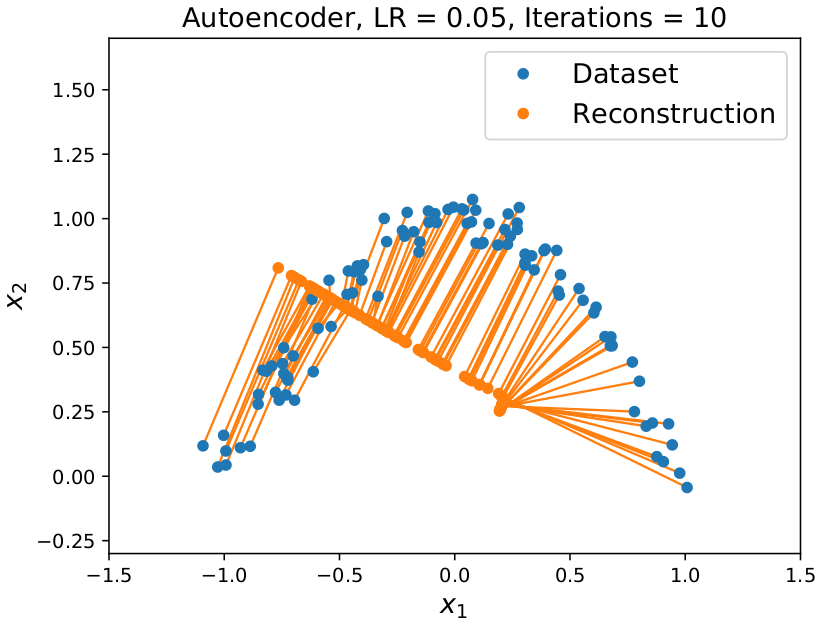 Autoencoder, LR = 0.05, Iterations = 10
Dataset
Reconstruction
1.50
1.25
1.00
0.75
0.50
0.25
0.00
−0.25
x₂
−1.5 −1.0 −0.5 0.0 0.5 1.0 1.5
x₁